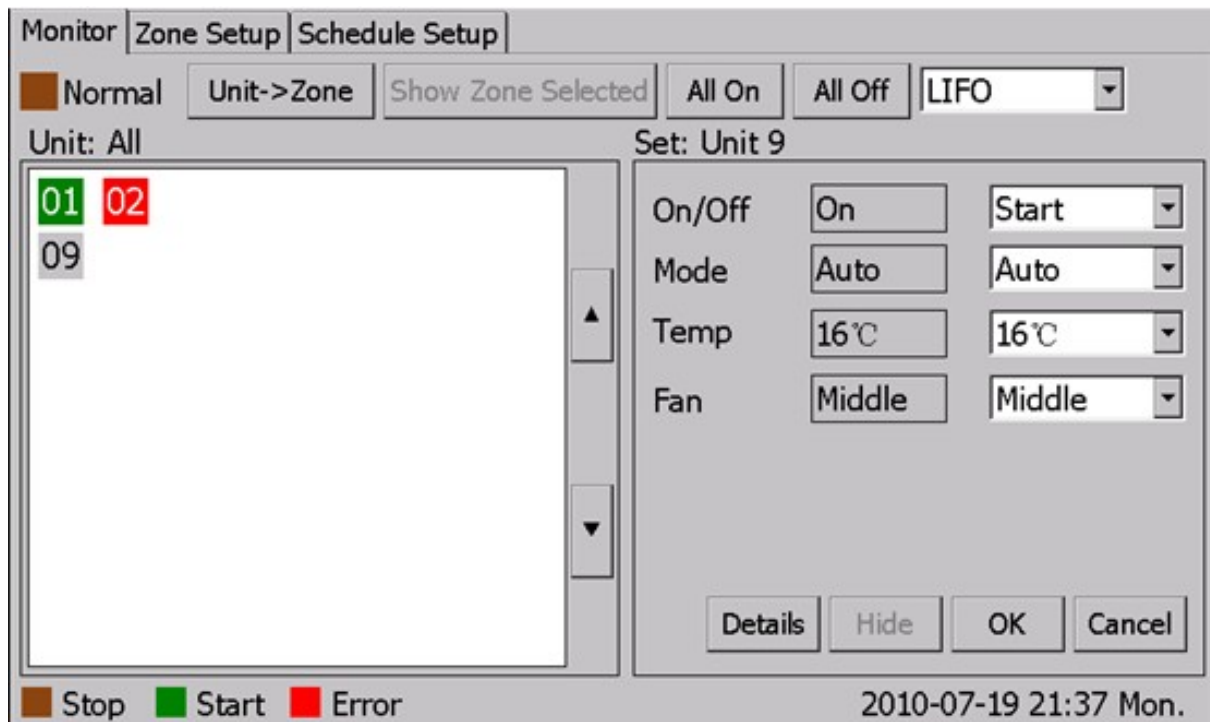 Monitor Zone Setup Schedule Setup
Normal Unit->Zone Show Zone Selected All On All Off LIFO
Unit: All
01 02
09
Set: Unit 9
On/Off On Start
Mode Auto Auto
Temp 16℃ 16℃
Fan Middle Middle
Details Hide OK Cancel
Stop Start Error 2010-07-19 21:37 Mon.